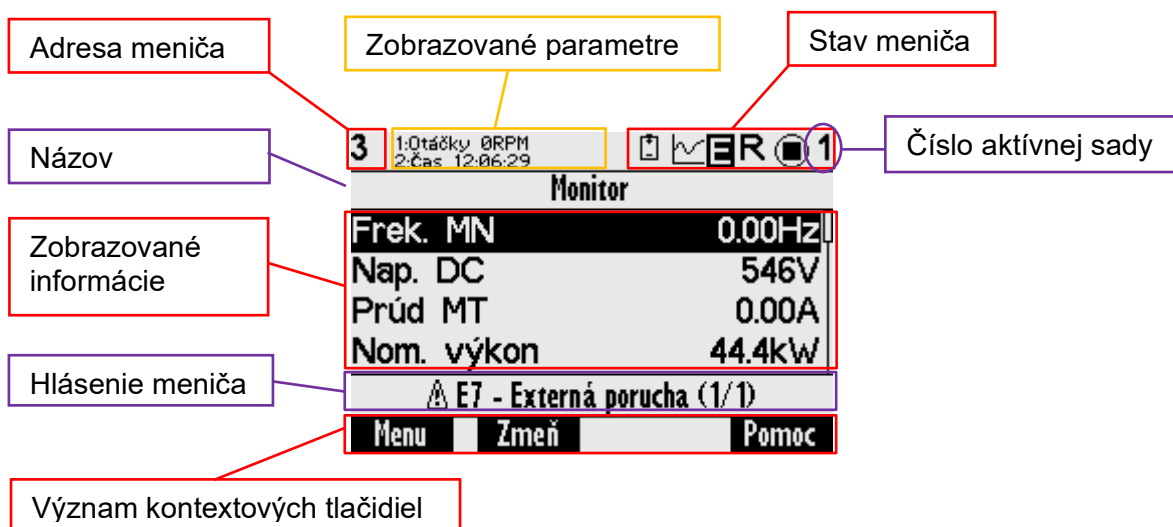 Adresa meniča
Zobrazované parametre
Stav meniča
3
1:Otáčky 0RPM
2:Čas 12:06:29
E R 1
Číslo aktívnej sady
Názov
Monitor
Zobrazované
informácie
Frek. MN 0.00Hz
Nap. DC 546V
Prúd MT 0.00A
Nom. výkon 44.4kW
Hlásenie meniča
E7 - Externá porucha (1/1)
Menu Zmeň Pomoc
Význam kontextových tlačidiel